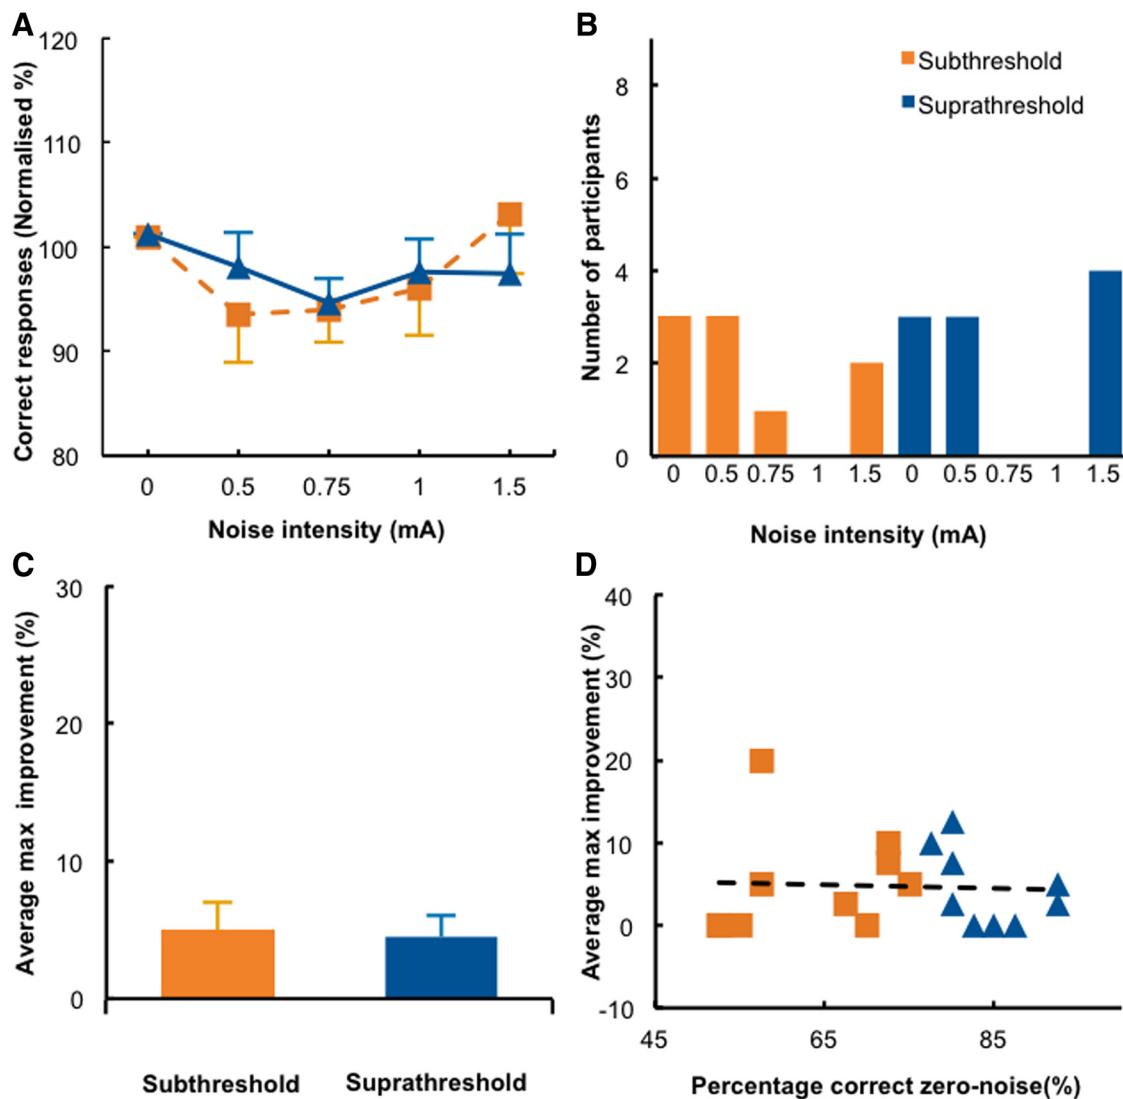 A
120
110
100
90
80
Correct responses (Normalised %)
0 0.5 0.75 1 1.5
Noise intensity (mA)
B
Subthreshold
Suprathreshold
8
6
4
2
0
Number of participants
0 0.5 0.75 1 1.5 0 0.5 0.75 1 1.5
Noise intensity (mA)
C
30
20
10
0
Average max improvement (%)
Subthreshold Suprathreshold
D
40
30
20
10
0
-10
Average max improvement (%)
45 65 85
Percentage correct zero-noise(%)